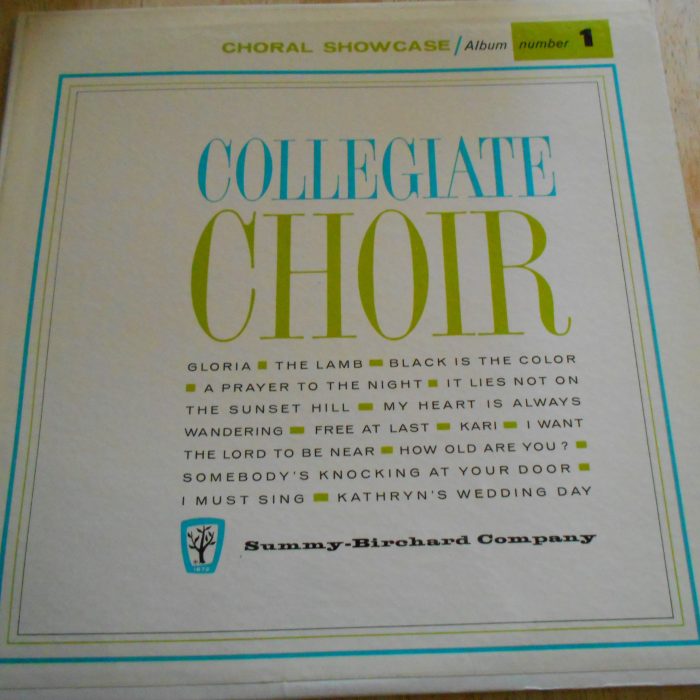 CHORAL SHOWCASE / Album number 1
COLLEGIATE
CHOIR
GLORIA ■ THE LAMB ■ BLACK IS THE COLOR
■ A PRAYER TO THE NIGHT ■ IT LIES NOT ON
THE SUNSET HILL ■ MY HEART IS ALWAYS
WANDERING ■ FREE AT LAST ■ KARI ■ I WANT
THE LORD TO BE NEAR ■ HOW OLD ARE YOU? ■
SOMEBODY'S KNOCKING AT YOUR DOOR ■
I MUST SING ■ KATHRYN'S WEDDING DAY
Summy-Birchard Company
1872